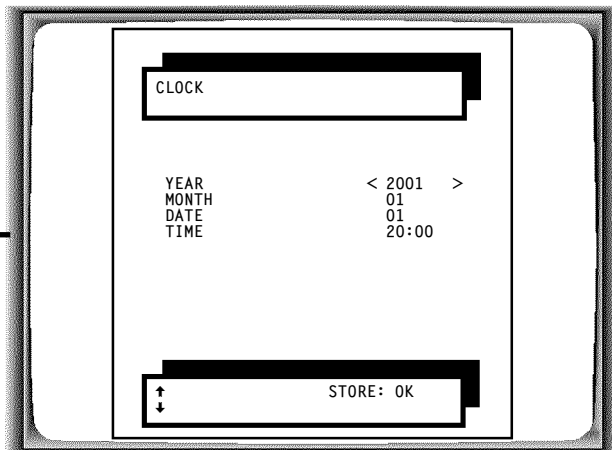 CLOCK
YEAR < 2001 >
MONTH 01
DATE 01
TIME 20:00
↑ STORE: OK
↓